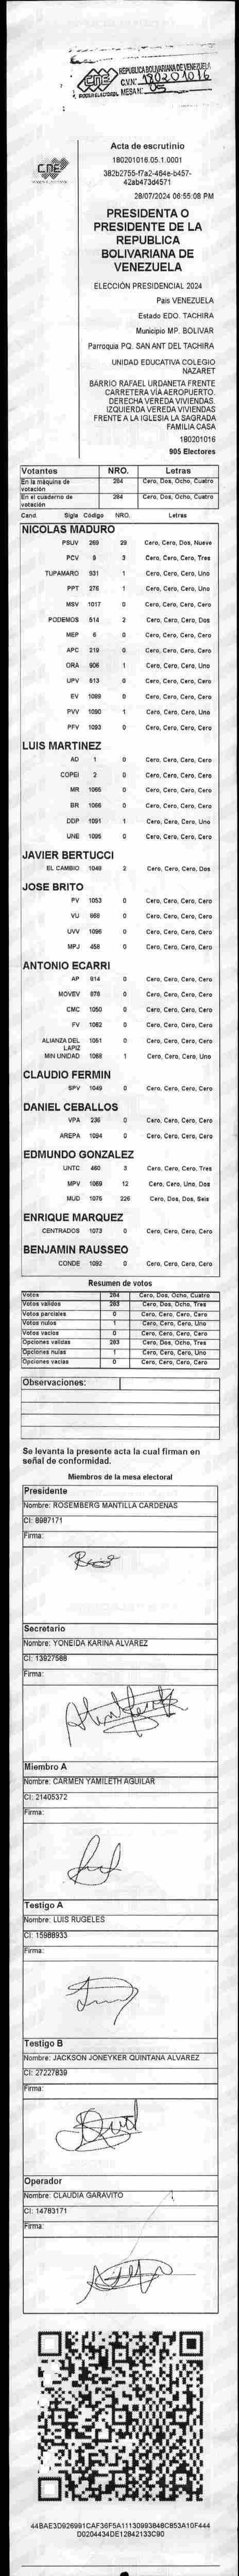 REPUBLICA BOLIVARIANA DE VENEZUELA
C.V.N° 180201016
PODER ELECTORAL MESA N° 05
CNE
Acta de escrutinio
180201016.05.1.0001
382b2755-f7a2-464e-b457-
42ab473d4571
28/07/2024 06:55:08 PM
PRESIDENTA O
PRESIDENTE DE LA
REPUBLICA
BOLIVARIANA DE
VENEZUELA
ELECCIÓN PRESIDENCIAL 2024
Pais VENEZUELA
Estado EDO. TACHIRA
Municipio MP. BOLIVAR
Parroquia PQ. SAN ANT DEL TACHIRA
UNIDAD EDUCATIVA COLEGIO
NAZARET
BARRIO RAFAEL URDANETA FRENTE
CARRETERA VÍA AEROPUERTO.
DERECHA VEREDA VIVIENDAS.
IZQUIERDA VEREDA VIVIENDAS
FRENTE A LA IGLESIA LA SAGRADA
FAMILIA CASA
180201016
905 Electores
Votantes NRO. Letras
En la máquina de votación 284 Cero, Dos, Ocho, Cuatro
En el cuaderno de votación 284 Cero, Dos, Ocho, Cuatro
Cand. Sigla Código NRO. Letras
NICOLAS MADURO
PSUV 269 29 Cero, Cero, Dos, Nueve
PCV 9 3 Cero, Cero, Cero, Tres
TUPAMARO 931 1 Cero, Cero, Cero, Uno
PPT 276 1 Cero, Cero, Cero, Uno
MSV 1017 0 Cero, Cero, Cero, Cero
PODEMOS 514 2 Cero, Cero, Cero, Dos
MEP 6 0 Cero, Cero, Cero, Cero
APC 219 0 Cero, Cero, Cero, Cero
ORA 906 1 Cero, Cero, Cero, Uno
UPV 513 0 Cero, Cero, Cero, Cero
EV 1089 0 Cero, Cero, Cero, Cero
PVV 1090 1 Cero, Cero, Cero, Uno
PFV 1093 0 Cero, Cero, Cero, Cero
LUIS MARTINEZ
AD 1 0 Cero, Cero, Cero, Cero
COPEI 2 0 Cero, Cero, Cero, Cero
MR 1065 0 Cero, Cero, Cero, Cero
BR 1066 0 Cero, Cero, Cero, Cero
DDP 1091 1 Cero, Cero, Cero, Uno
UNE 1095 0 Cero, Cero, Cero, Cero
JAVIER BERTUCCI
EL CAMBIO 1048 2 Cero, Cero, Cero, Dos
JOSE BRITO
PV 1053 0 Cero, Cero, Cero, Cero
VU 868 0 Cero, Cero, Cero, Cero
UVV 1096 0 Cero, Cero, Cero, Cero
MPJ 458 0 Cero, Cero, Cero, Cero
ANTONIO ECARRI
AP 914 0 Cero, Cero, Cero, Cero
MOVEV 876 0 Cero, Cero, Cero, Cero
CMC 1050 0 Cero, Cero, Cero, Cero
FV 1062 0 Cero, Cero, Cero, Cero
ALIANZA DEL LAPIZ 1051 0 Cero, Cero, Cero, Cero
MIN UNIDAD 1068 1 Cero, Cero, Cero, Uno
CLAUDIO FERMIN
SPV 1049 0 Cero, Cero, Cero, Cero
DANIEL CEBALLOS
VPA 236 0 Cero, Cero, Cero, Cero
AREPA 1094 0 Cero, Cero, Cero, Cero
EDMUNDO GONZALEZ
UNTC 460 3 Cero, Cero, Cero, Tres
MPV 1069 12 Cero, Cero, Uno, Dos
MUD 1075 226 Cero, Dos, Dos, Seis
ENRIQUE MARQUEZ
CENTRADOS 1073 0 Cero, Cero, Cero, Cero
BENJAMIN RAUSSEO
CONDE 1092 0 Cero, Cero, Cero, Cero
Resumen de votos
Votos 284 Cero, Dos, Ocho, Cuatro
Votos validos 283 Cero, Dos, Ocho, Tres
Votos parciales 0 Cero, Cero, Cero, Cero
Votos nulos 1 Cero, Cero, Cero, Uno
Votos vacios 0 Cero, Cero, Cero, Cero
Opciones validas 283 Cero, Dos, Ocho, Tres
Opciones nulas 1 Cero, Cero, Cero, Uno
Opciones vacias 0 Cero, Cero, Cero, Cero
Observaciones:
Se levanta la presente acta la cual firman en
señal de conformidad.
Miembros de la mesa electoral
Presidente
Nombre: ROSEMBERG MANTILLA CARDENAS
CI: 8987171
Firma:
Secretario
Nombre: YONEIDA KARINA ALVAREZ
CI: 13927588
Firma:
Miembro A
Nombre: CARMEN YAMILETH AGUILAR
CI: 21405372
Firma:
Testigo A
Nombre: LUIS RUGELES
CI: 15988933
Firma:
Testigo B
Nombre: JACKSON JONEYKER QUINTANA ALVAREZ
CI: 27227839
Firma:
Operador
Nombre: CLAUDIA GARAVITO
CI: 14783171
Firma:
44BAE3D926991CAF36F5A11130993848C853A10F444
D0204434DE12842133C90